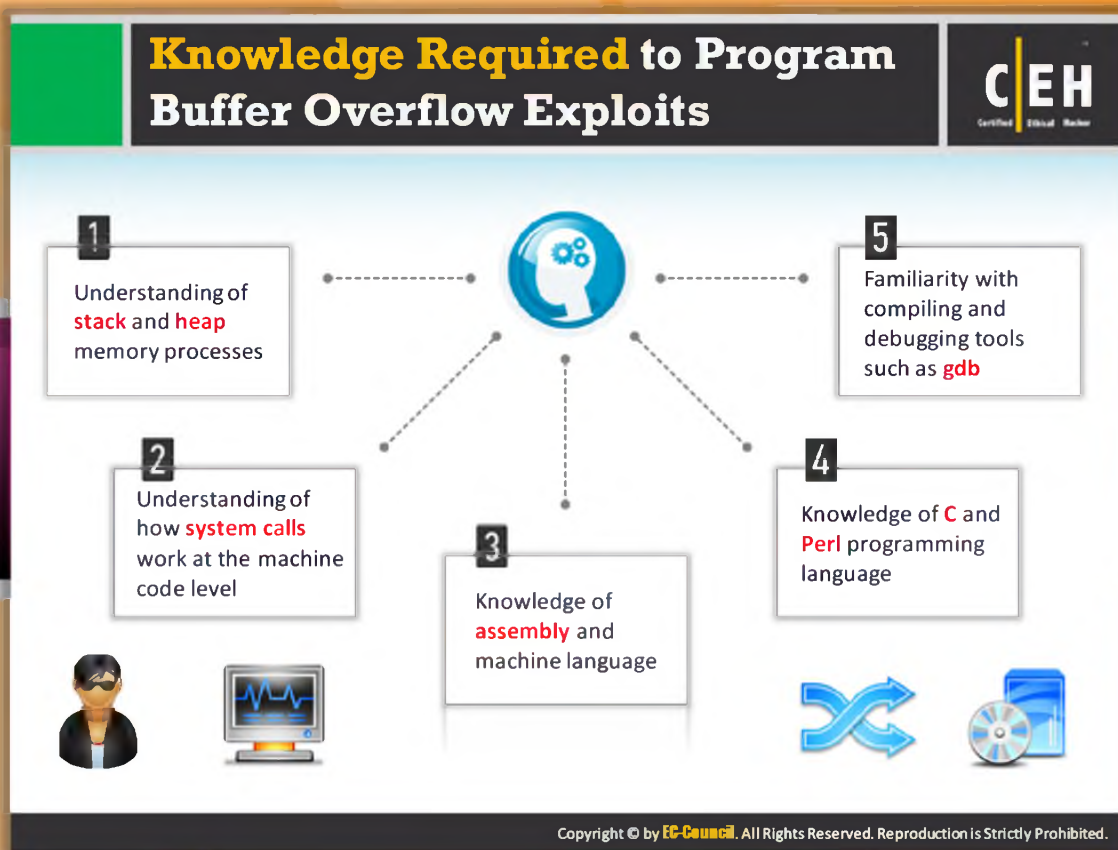 Knowledge Required to Program
Buffer Overflow Exploits
C EH
Certified Ethical Hacker
1
Understanding of
stack and heap
memory processes
2
Understanding of
how system calls
work at the machine
code level
3
Knowledge of
assembly and
machine language
4
Knowledge of C and
Perl programming
language
5
Familiarity with
compiling and
debugging tools
such as gdb
Copyright © by EC-Council. All Rights Reserved. Reproduction is Strictly Prohibited.